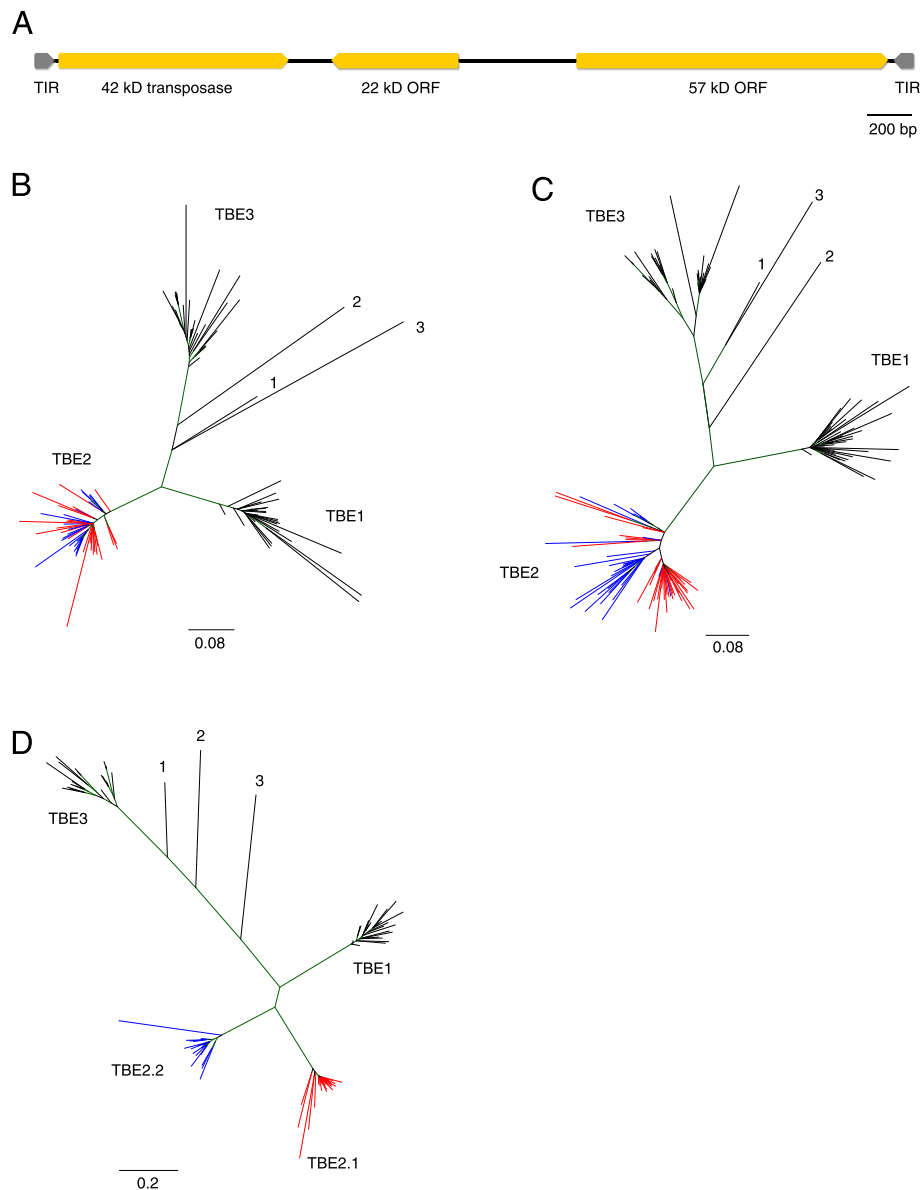 A
TIR 42 kD transposase 22 kD ORF 57 kD ORF TIR
200 bp
B
TBE3
2
3
1
TBE2
TBE1
0.08
C
TBE3
3
1
2
TBE1
TBE2
0.08
D
2
1
3
TBE3
TBE1
TBE2.2
TBE2.1
0.2